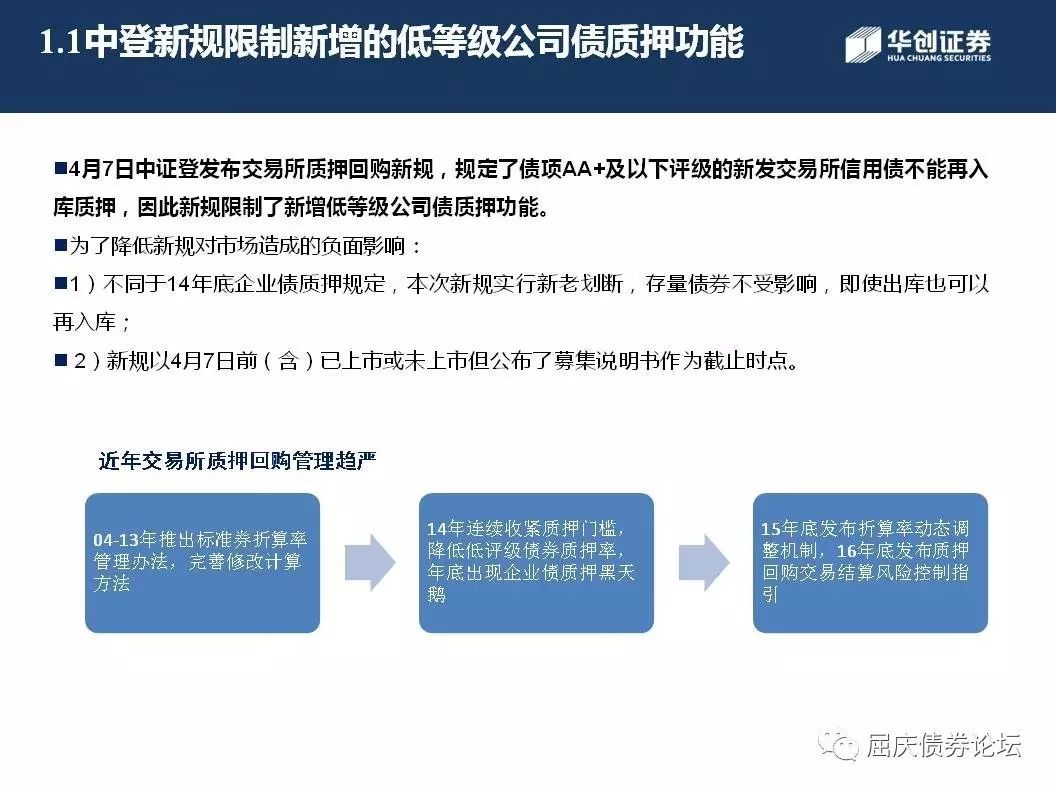 1.1中登新规限制新增的低等级公司债质押功能
华创证券
HUA CHUANG SECURITIES
■4月7日中证登发布交易所质押回购新规，规定了债项AA+及以下评级的新发交易所信用债不能再入
库质押，因此新规限制了新增低等级公司债质押功能。
■为了降低新规对市场造成的负面影响：
■1）不同于14年底企业债质押规定，本次新规实行新老划断，存量债券不受影响，即使出库也可以
再入库；
■ 2）新规以4月7日前（含）已上市或未上市但公布了募集说明书作为截止时点。
近年交易所质押回购管理趋严
04-13年推出标准券折算率
管理办法，完善修改计算
方法
14年连续收紧质押门槛，
降低低评级债券质押率，
年底出现企业债质押黑天
鹅
15年底发布折算率动态调
整机制，16年底发布质押
回购交易结算风险控制指
引
屈庆债券论坛